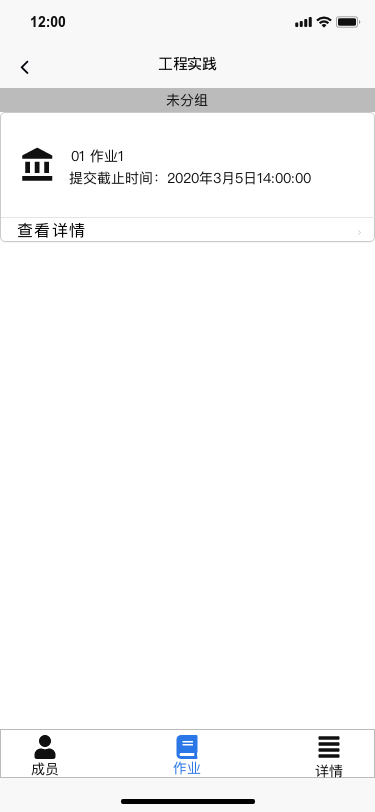 12:00
工程实践
未分组
01 作业1
提交截止时间：2020年3月5日14:00:00
查看详情
成员
作业
详情